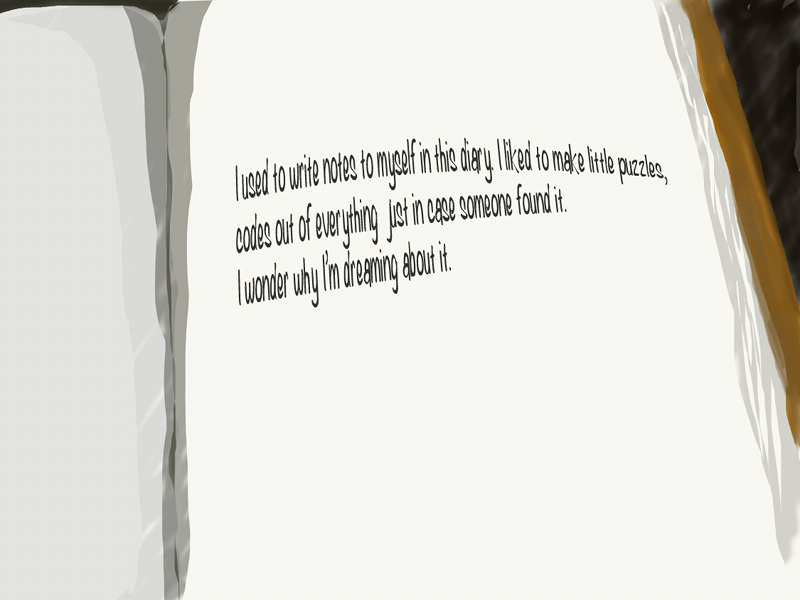 I used to write notes to myself in this diary. I liked to make little puzzles,
codes out of everything just in case someone found it.
I wonder why I'm dreaming about it.